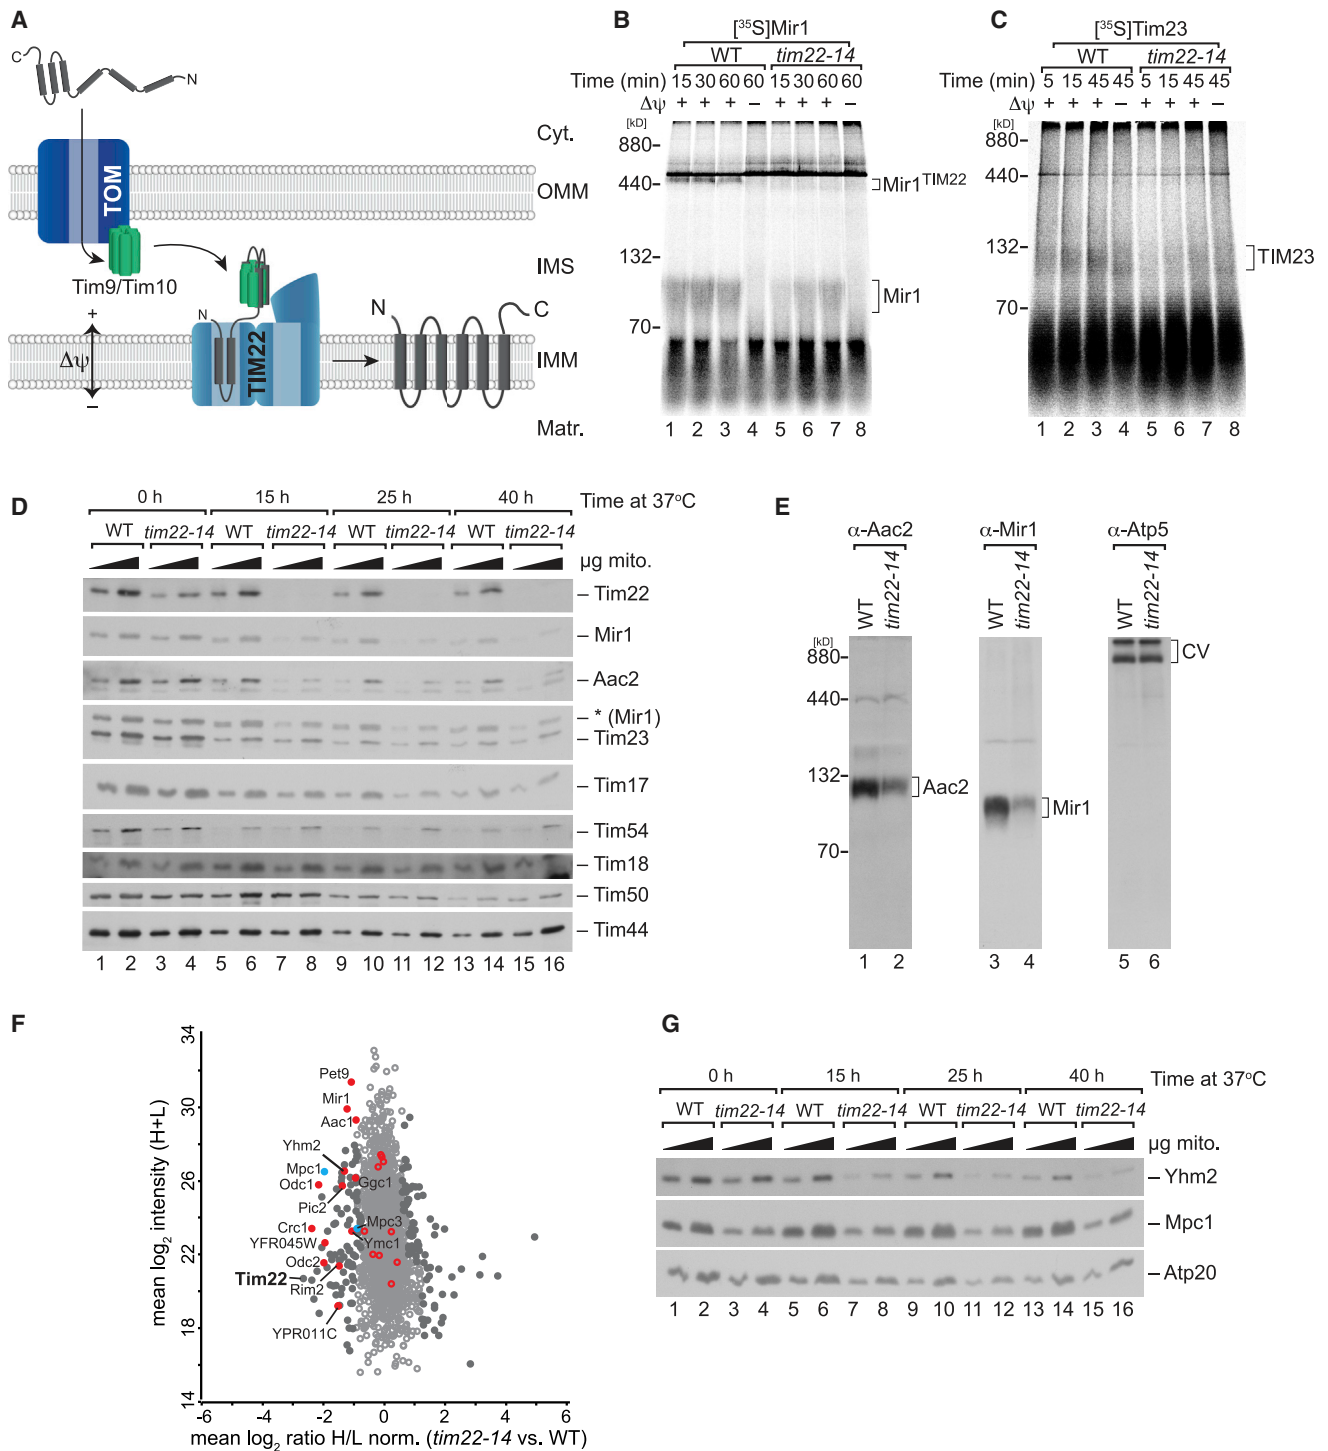 A
C
N
TOM
Tim9/Tim10
Cyt.
OMM
IMS
N
N
C
+
Δψ
–
TIM22
IMM
Matr.
B
[35S]Mir1
WT tim22-14
Time (min) 15 30 60 60 15 30 60 60
Δψ + + + – + + + –
[kD]
880
440
132
70
Mir1TIM22
Mir1
1 2 3 4 5 6 7 8
C
[35S]Tim23
WT tim22-14
Time (min) 5 15 45 45 5 15 45 45
Δψ + + + – + + + –
[kD]
880
440
132
70
TIM23
1 2 3 4 5 6 7 8
D
0 h 15 h 25 h 40 h Time at 37oC
WT tim22-14 WT tim22-14 WT tim22-14 WT tim22-14
µg mito.
Tim22
Mir1
Aac2
* (Mir1)
Tim23
Tim17
Tim54
Tim18
Tim50
Tim44
1 2 3 4 5 6 7 8 9 10 11 12 13 14 15 16
E
α-Aac2 α-Mir1 α-Atp5
WT tim22-14 WT tim22-14 WT tim22-14
[kD]
880
440
132
70
Aac2
Mir1
CV
1 2 3 4 5 6
F
mean log2 intensity (H+L)
34
30
26
22
18
14
Pet9
Mir1
Aac1
Yhm2
Mpc1
Ggc1
Odc1
Pic2
Mpc3
Crc1
Ymc1
YFR045W
Odc2
Tim22
Rim2
YPR011C
-6 -4 -2 0 2 4 6
mean log2 ratio H/L norm. (tim22-14 vs. WT)
G
0 h 15 h 25 h 40 h Time at 37oC
WT tim22-14 WT tim22-14 WT tim22-14 WT tim22-14
µg mito.
Yhm2
Mpc1
Atp20
1 2 3 4 5 6 7 8 9 10 11 12 13 14 15 16